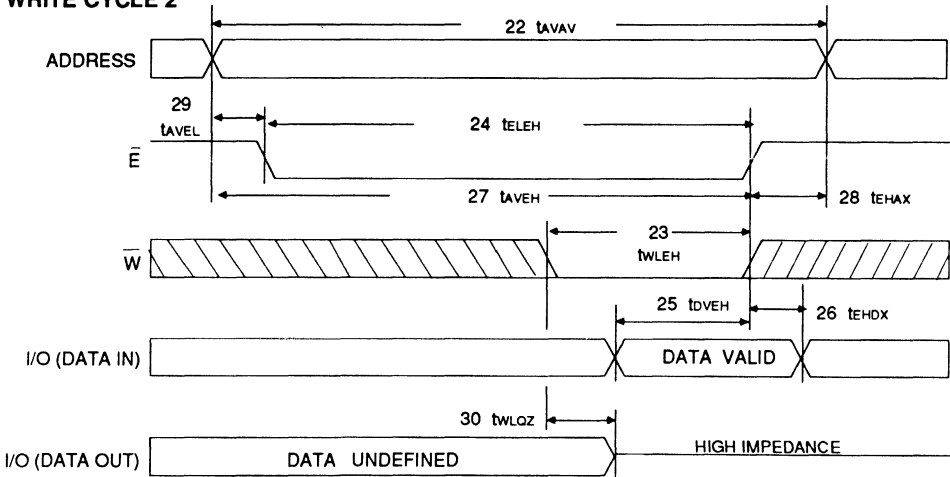 WRITE CYCLE 2
22 tAVAV
ADDRESS
29
tAVEL
24 tELEH
E̅
27 tAVEH
28 tEHAX
W̅
23
tWLEH
25 tDVEH
26 tEHDX
I/O (DATA IN)
DATA VALID
30 tWLQZ
I/O (DATA OUT)
DATA UNDEFINED
HIGH IMPEDANCE